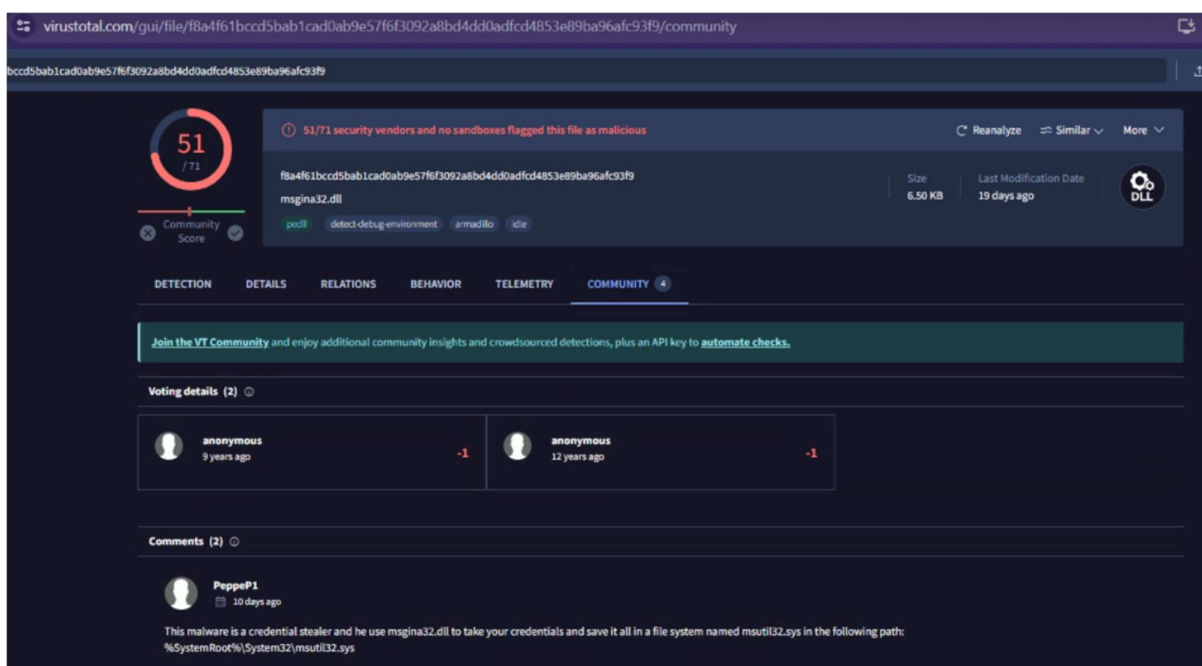 virustotal.com/gui/file/f8a4f61bccd5bab1cad0ab9e57f6f3092a8bd4dd0adfcd4853e89ba96afc93f9/community
bccd5bab1cad0ab9e57f6f3092a8bd4dd0adfcd4853e89ba96afc93f9
51
/ 71
Community
Score
51/71 security vendors and no sandboxes flagged this file as malicious
Reanalyze
Similar
More
f8a4f61bccd5bab1cad0ab9e57f6f3092a8bd4dd0adfcd4853e89ba96afc93f9
msgina32.dll
pedll
detect-debug-environment
armadillo
idle
Size
6.50 KB
Last Modification Date
19 days ago
DLL
DETECTION
DETAILS
RELATIONS
BEHAVIOR
TELEMETRY
COMMUNITY 4
Join the VT Community and enjoy additional community insights and crowdsourced detections, plus an API key to automate checks.
Voting details (2)
anonymous
9 years ago
-1
anonymous
12 years ago
-1
Comments (2)
PeppeP1
10 days ago
This malware is a credential stealer and he use msgina32.dll to take your credentials and save it all in a file system named msutil32.sys in the following path:
%SystemRoot%\System32\msutil32.sys